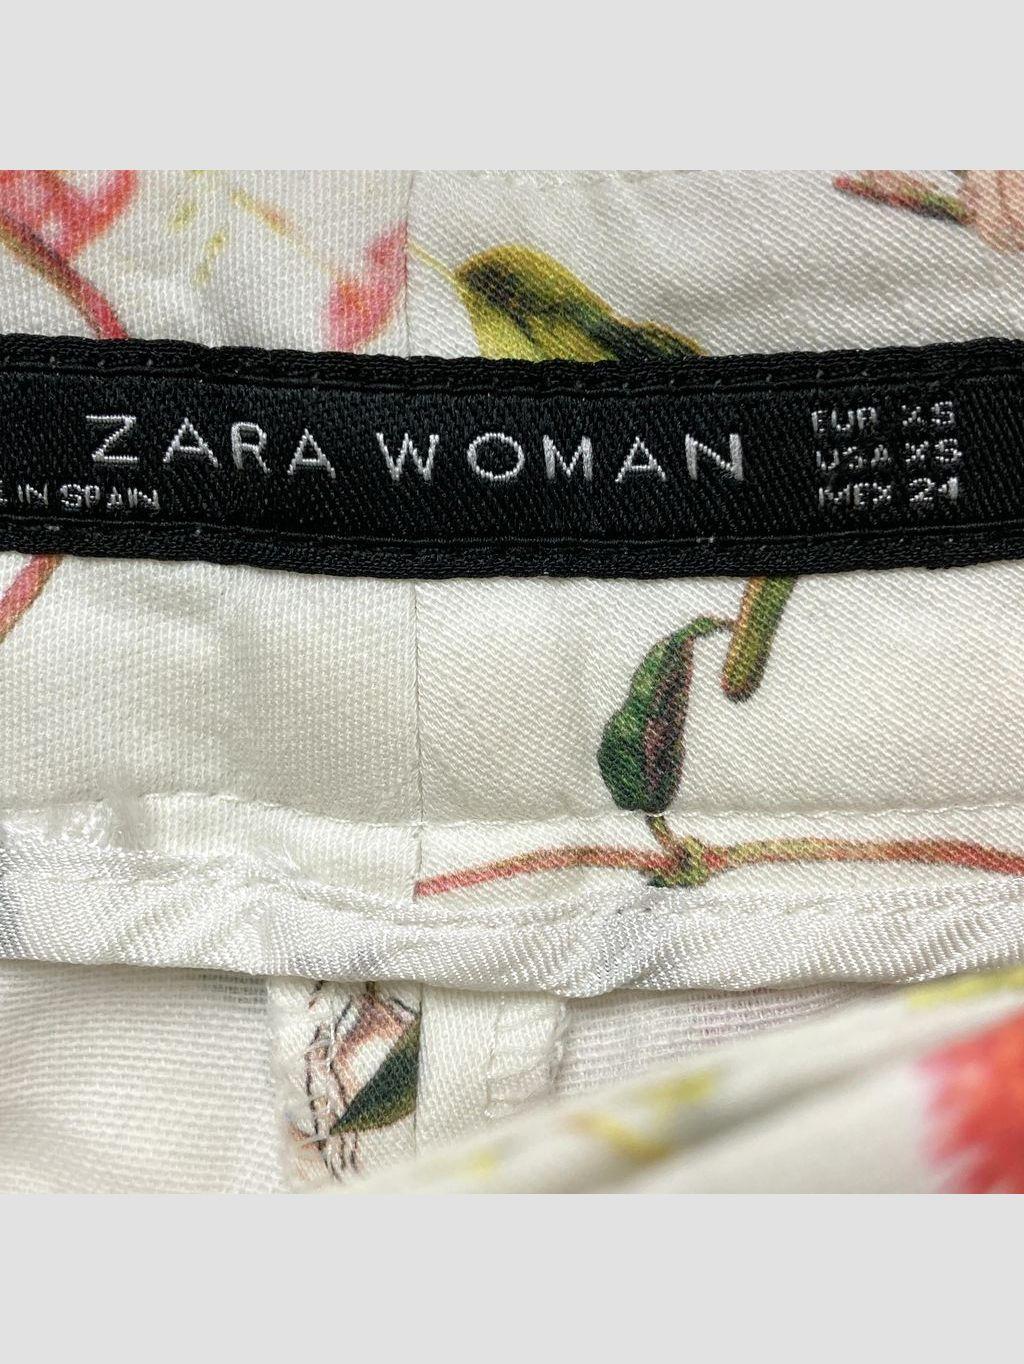 ZARA WOMAN
IN SPAIN
EUR XS
USA XS
MEX 24